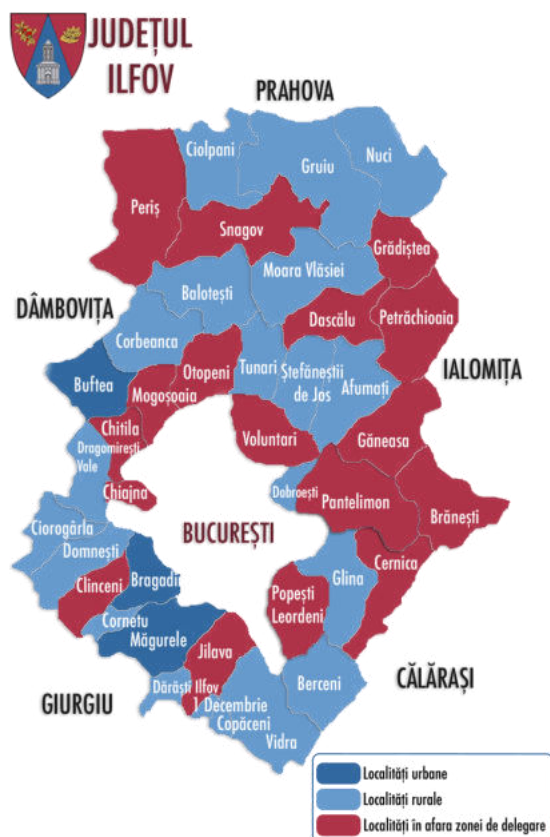 JUDEȚUL
ILFOV
PRAHOVA
Ciolpani
Gruiu
Nuci
Periș
Snagov
Grădiștea
Moara Vlăsiei
Balotești
DÂMBOVIȚA
Dascălu
Petrăchioaia
Corbeanca
Otopeni
Tunari
Ștefăneștii
de Jos
Afumați
IALOMIȚA
Buftea
Mogoșoaia
Chitila
Voluntari
Găneasa
Dragomirești
Vale
Chiajna
Dobroești
Pantelimon
Brănești
Ciorogârla
BUCUREȘTI
Domnești
Cernica
Clinceni
Bragadir
Popești
Leordeni
Glina
Cornetu
Măgurele
Jilava
Dărăști Ilfov
Berceni
CĂLĂRAȘI
GIURGIU
1 Decembrie
Copăceni
Vidra
Localități urbane
Localități rurale
Localități în afara zonei de delegare